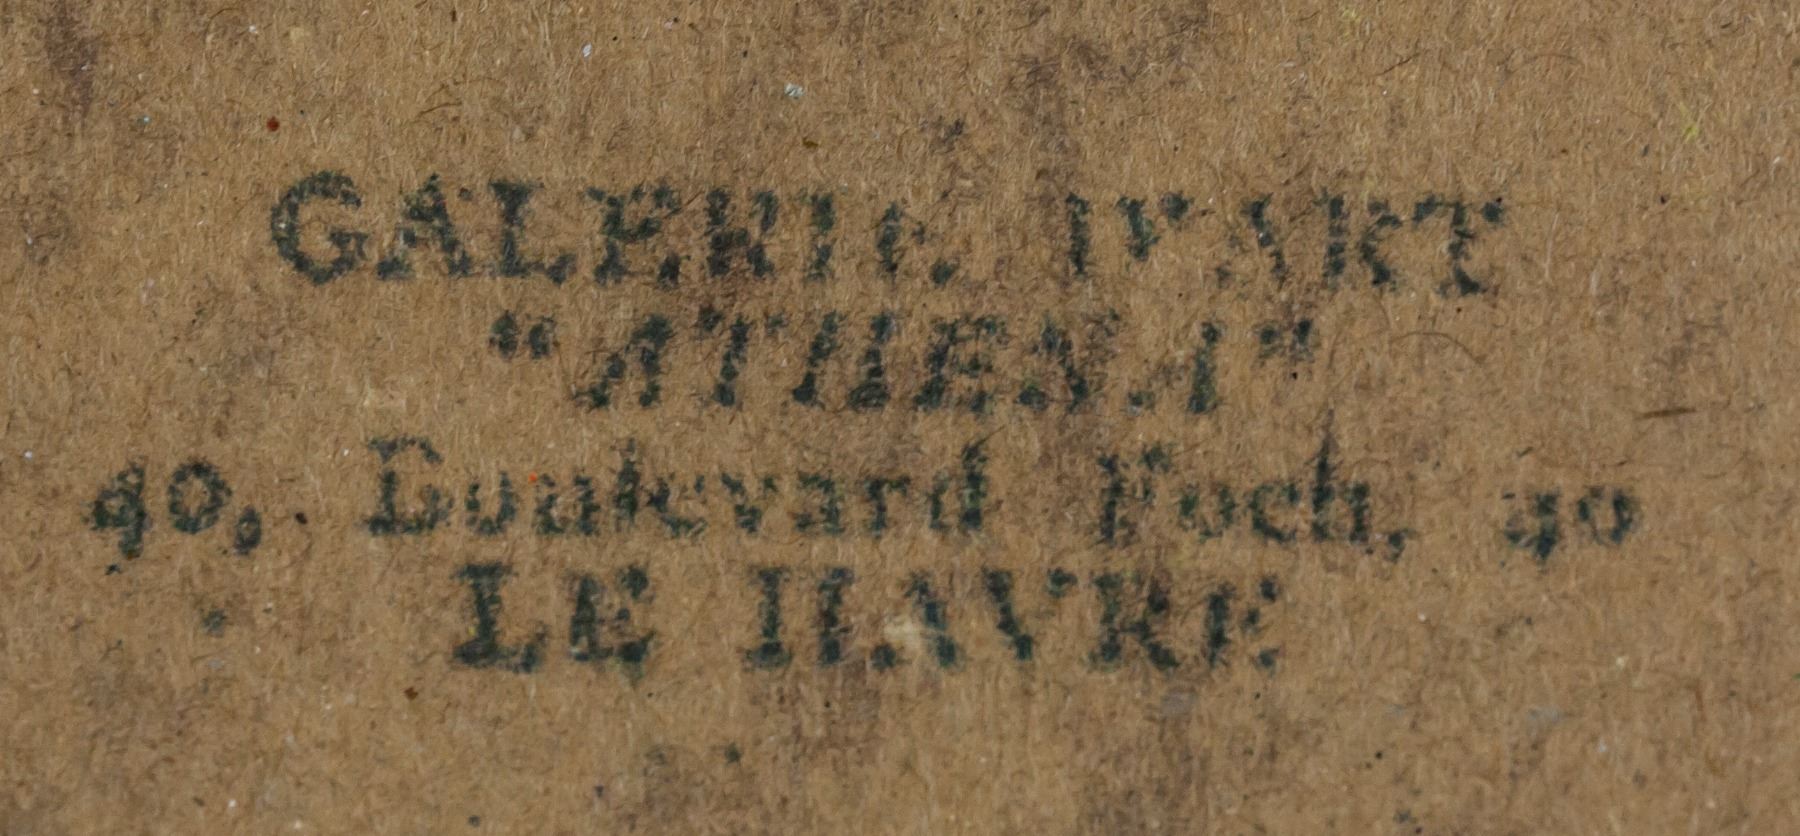 GALERIE D'ART
"ATHENA"
40, Boulevard Foch, 40
LE HAVRE